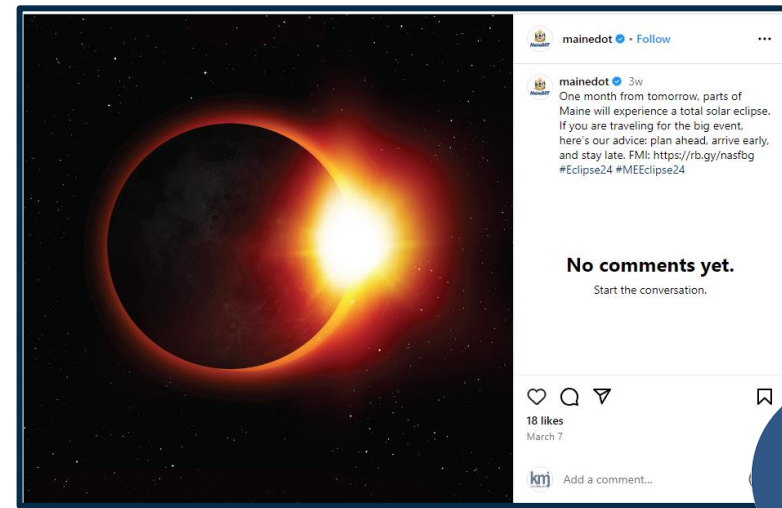 mainedot • Follow
mainedot 3w
One month from tomorrow, parts of
Maine will experience a total solar eclipse.
If you are traveling for the big event,
here's our advice: plan ahead, arrive early,
and stay late. FMI: https://rb.gy/nasfbg
#Eclipse24 #MEEclipse24
No comments yet.
Start the conversation.
18 likes
March 7
kmj Add a comment...